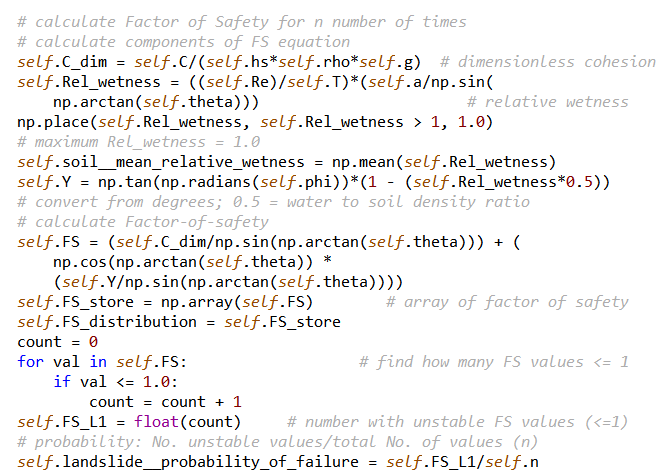 # calculate Factor of Safety for n number of times
# calculate components of FS equation
self.C_dim = self.C/(self.hs*self.rho*self.g)  # dimensionless cohesion
self.Rel_wetness = ((self.Re)/self.T)*(self.a/np.sin(
    np.arctan(self.theta)))                       # relative wetness
np.place(self.Rel_wetness, self.Rel_wetness > 1, 1.0)
# maximum Rel_wetness = 1.0
self.soil__mean_relative_wetness = np.mean(self.Rel_wetness)
self.Y = np.tan(np.radians(self.phi))*(1 - (self.Rel_wetness*0.5))
# convert from degrees; 0.5 = water to soil density ratio
# calculate Factor-of-safety
self.FS = (self.C_dim/np.sin(np.arctan(self.theta))) + (
    np.cos(np.arctan(self.theta)) *
    (self.Y/np.sin(np.arctan(self.theta))))
self.FS_store = np.array(self.FS)        # array of factor of safety
self.FS_distribution = self.FS_store
count = 0
for val in self.FS:                   # find how many FS values <= 1
    if val <= 1.0:
        count = count + 1
self.FS_L1 = float(count)     # number with unstable FS values (<=1)
# probability: No. unstable values/total No. of values (n)
self.landslide__probability_of_failure = self.FS_L1/self.n